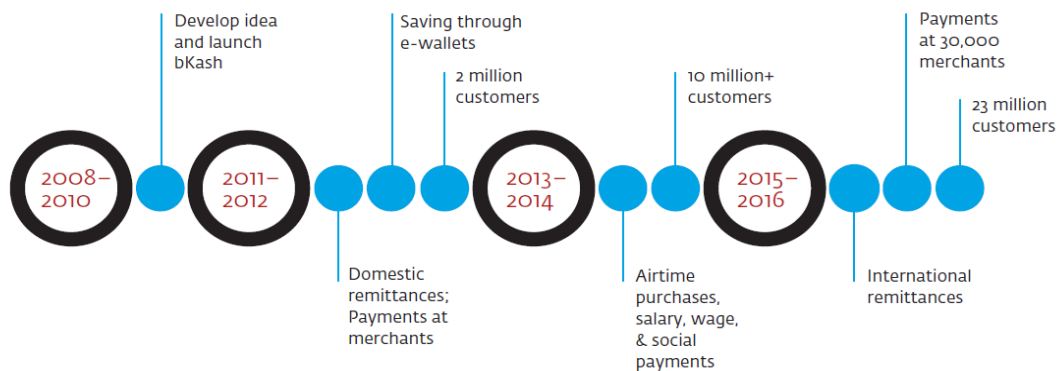 2008–
2010
Develop idea
and launch
bKash
2011–
2012
Domestic
remittances;
Payments at
merchants
Saving through
e-wallets
2 million
customers
2013–
2014
Airtime
purchases,
salary, wage,
& social
payments
10 million+
customers
2015–
2016
International
remittances
Payments
at 30,000
merchants
23 million
customers